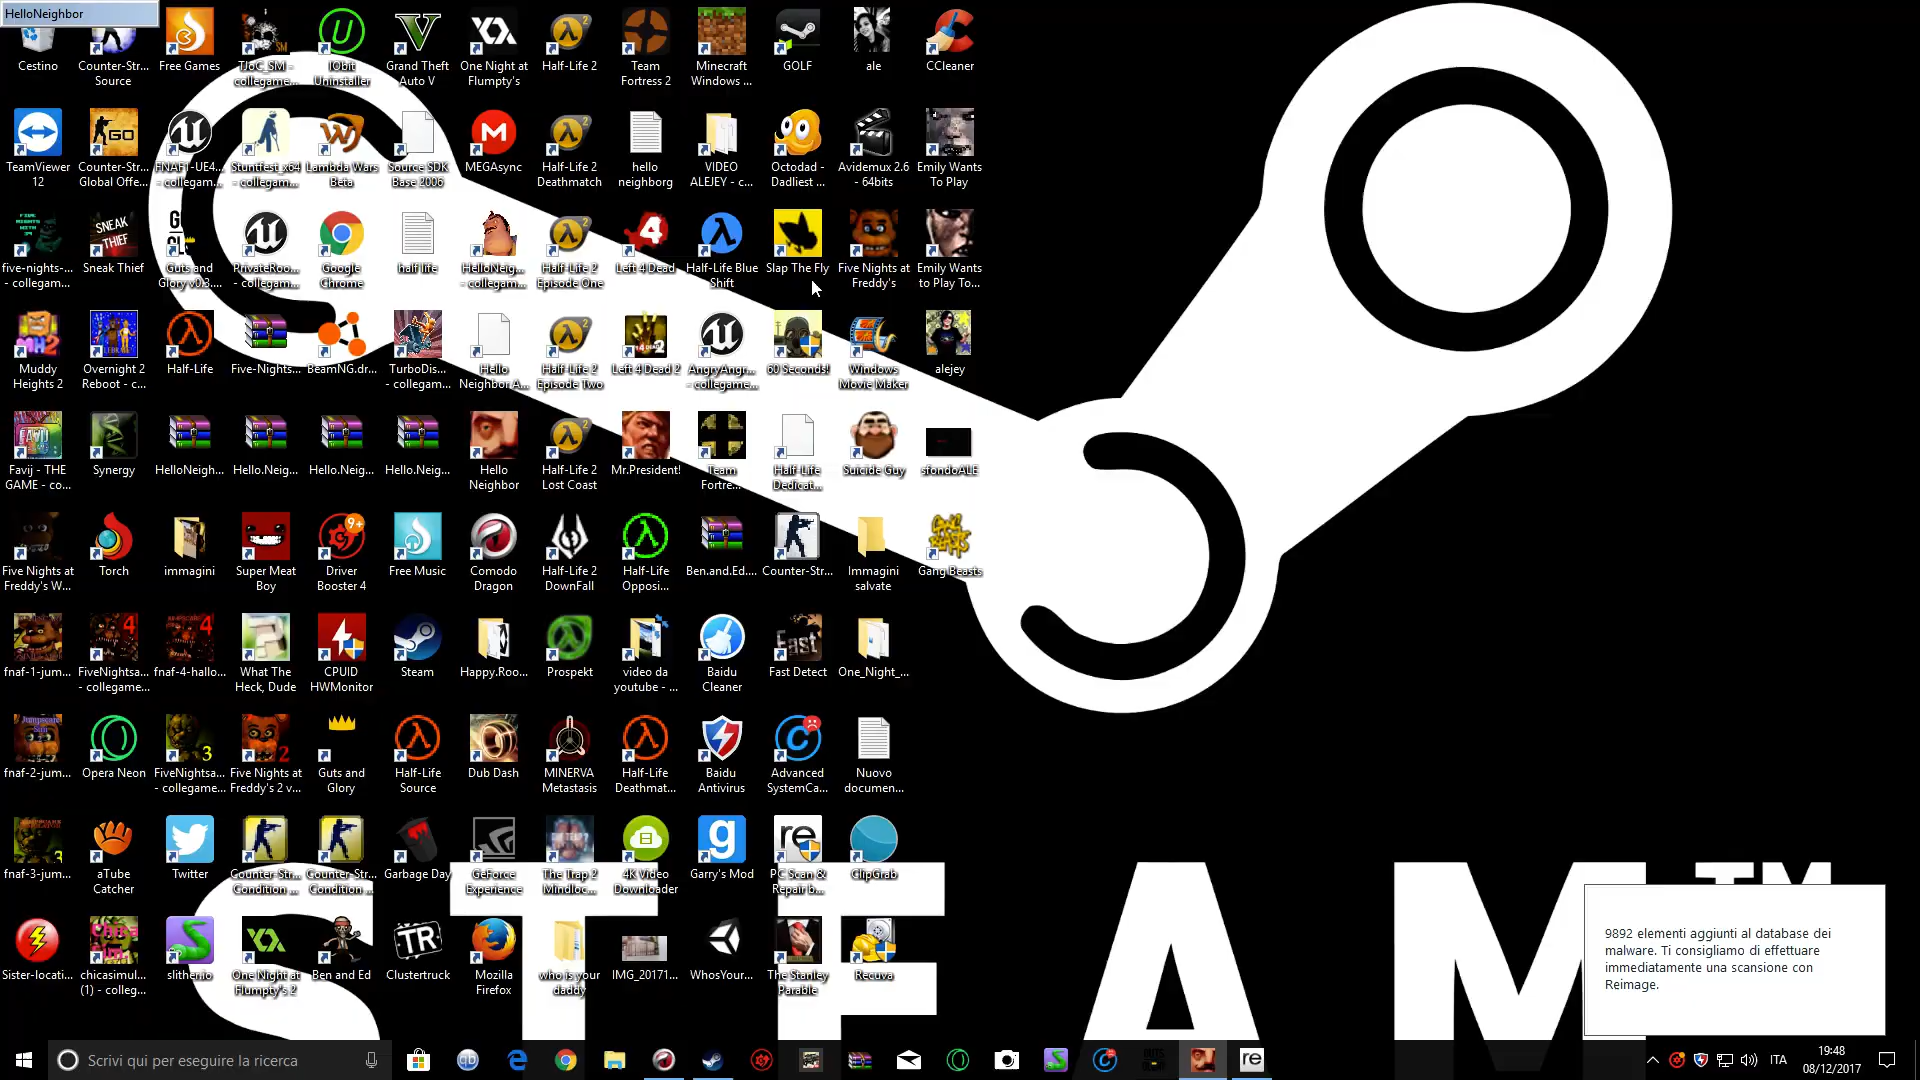 HelloNeighbor
Cestino
Counter-Str...
Source
Free Games
TJoC_SM -
collegame...
IObit
Uninstaller
Grand Theft
Auto V
One Night at
Flumpty's
Half-Life 2
Team
Fortress 2
Minecraft
Windows ...
GOLF
ale
CCleaner
TeamViewer
12
Counter-Str...
Global Offe...
FNAF1-UE4...
- collegam...
Stuntfest_x64
- collegam...
Lambda Wars
Beta
Source SDK
Base 2006
MEGAsync
Half-Life 2
Deathmatch
hello
neighborg
VIDEO
ALEJEY - c...
Octodad -
Dadliest ...
Avidemux 2.6
- 64bits
Emily Wants
To Play
five-nights-...
- collegam...
Sneak Thief
Guts and
Glory v0.3....
PrivateRoo...
- collegam...
Google
Chrome
half life
HelloNeig...
- collegam...
Half-Life 2
Episode One
Left 4 Dead
Half-Life Blue
Shift
Slap The Fly
Five Nights at
Freddy's
Emily Wants
to Play To...
Muddy
Heights 2
Overnight 2
Reboot - c...
Half-Life
Five-Nights...
BeamNG.dr...
TurboDis...
- collegam...
Hello
Neighbor A...
Half-Life 2
Episode Two
Left 4 Dead 2
AngryAngr...
- collegame...
60 Seconds!
Windows
Movie Maker
alejey
Favij - THE
GAME - co...
Synergy
HelloNeigh...
Hello.Neig...
Hello.Neig...
Hello.Neig...
Hello
Neighbor
Half-Life 2
Lost Coast
Mr.President!
Team
Fortre...
Half-Life
Dedicat...
Suicide Guy
sfondoALE
Five Nights at
Freddy's W...
Torch
immagini
Super Meat
Boy
Driver
Booster 4
Free Music
Comodo
Dragon
Half-Life 2
DownFall
Half-Life
Opposi...
Ben.and.Ed....
Counter-Str...
Immagini
salvate
Gang Beasts
fnaf-1-jum...
FiveNightsa...
- collegame...
fnaf-4-hallo...
What The
Heck, Dude
CPUID
HWMonitor
Steam
Happy.Roo...
Prospekt
video da
youtube - ...
Baidu
Cleaner
Fast Detect
One_Night_...
fnaf-2-jum...
Opera Neon
FiveNightsa...
- collegame...
Five Nights at
Freddy's 2 v...
Guts and
Glory
Half-Life
Source
Dub Dash
MINERVA
Metastasis
Half-Life
Deathmat...
Baidu
Antivirus
Advanced
SystemCa...
Nuovo
documen...
fnaf-3-jum...
aTube
Catcher
Twitter
Counter-Str...
Condition ...
Counter-Str...
Condition ...
Garbage Day
GeForce
Experience
The Trap 2
Mindloc...
4K Video
Downloader
Garry's Mod
PC Scan &
Repair b...
ClipGrab
Sister-locati...
chicasimul...
(1) - colleg...
slither.io
One Night at
Flumpty's 2
Ben and Ed
Clustertruck
Mozilla
Firefox
who is your
daddy
IMG_20171...
WhosYour...
The Stanley
Parable
Recuva
STEAM™
9892 elementi aggiunti al database dei
malware. Ti consigliamo di effettuare
immediatamente una scansione con
Reimage.
Scrivi qui per eseguire la ricerca
ITA
19:48
08/12/2017